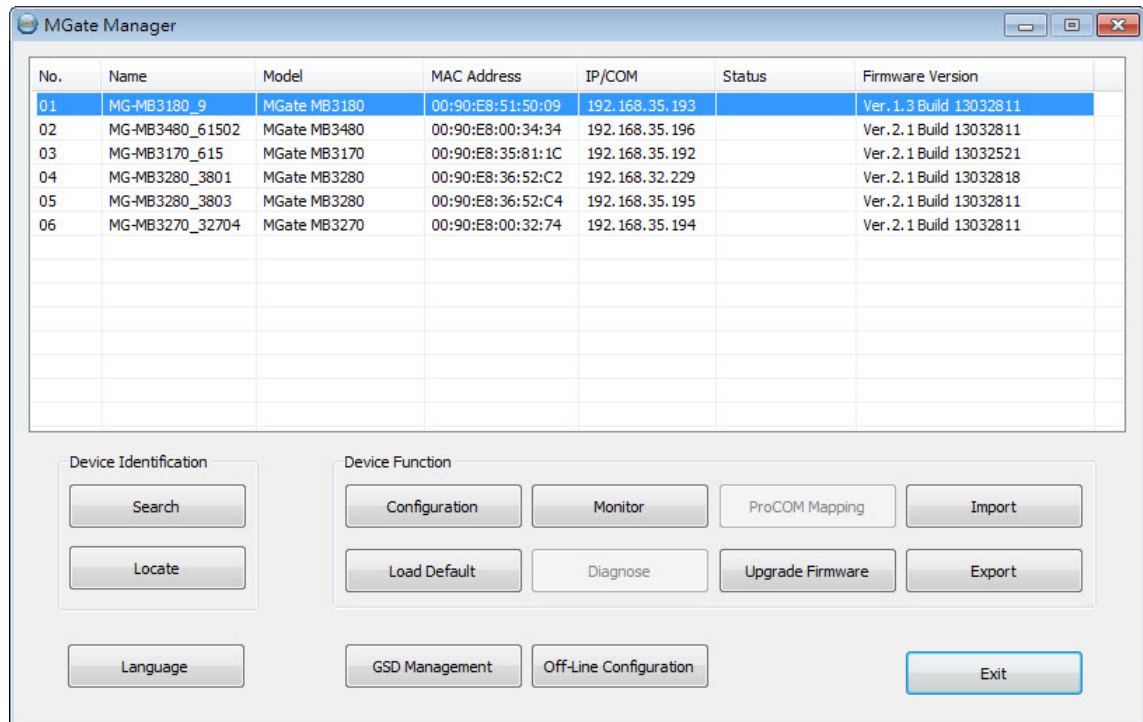 MGate Manager
No. Name Model MAC Address IP/COM Status Firmware Version
01 MG-MB3180_9 MGate MB3180 00:90:E8:51:50:09 192.168.35.193 Ver.1.3 Build 13032811
02 MG-MB3480_61502 MGate MB3480 00:90:E8:00:34:34 192.168.35.196 Ver.2.1 Build 13032811
03 MG-MB3170_615 MGate MB3170 00:90:E8:35:81:1C 192.168.35.192 Ver.2.1 Build 13032521
04 MG-MB3280_3801 MGate MB3280 00:90:E8:36:52:C2 192.168.32.229 Ver.2.1 Build 13032818
05 MG-MB3280_3803 MGate MB3280 00:90:E8:36:52:C4 192.168.35.195 Ver.2.1 Build 13032811
06 MG-MB3270_32704 MGate MB3270 00:90:E8:00:32:74 192.168.35.194 Ver.2.1 Build 13032811
Device Identification Device Function
Search Configuration Monitor ProCOM Mapping Import
Locate Load Default Diagnose Upgrade Firmware Export
Language GSD Management Off-Line Configuration Exit